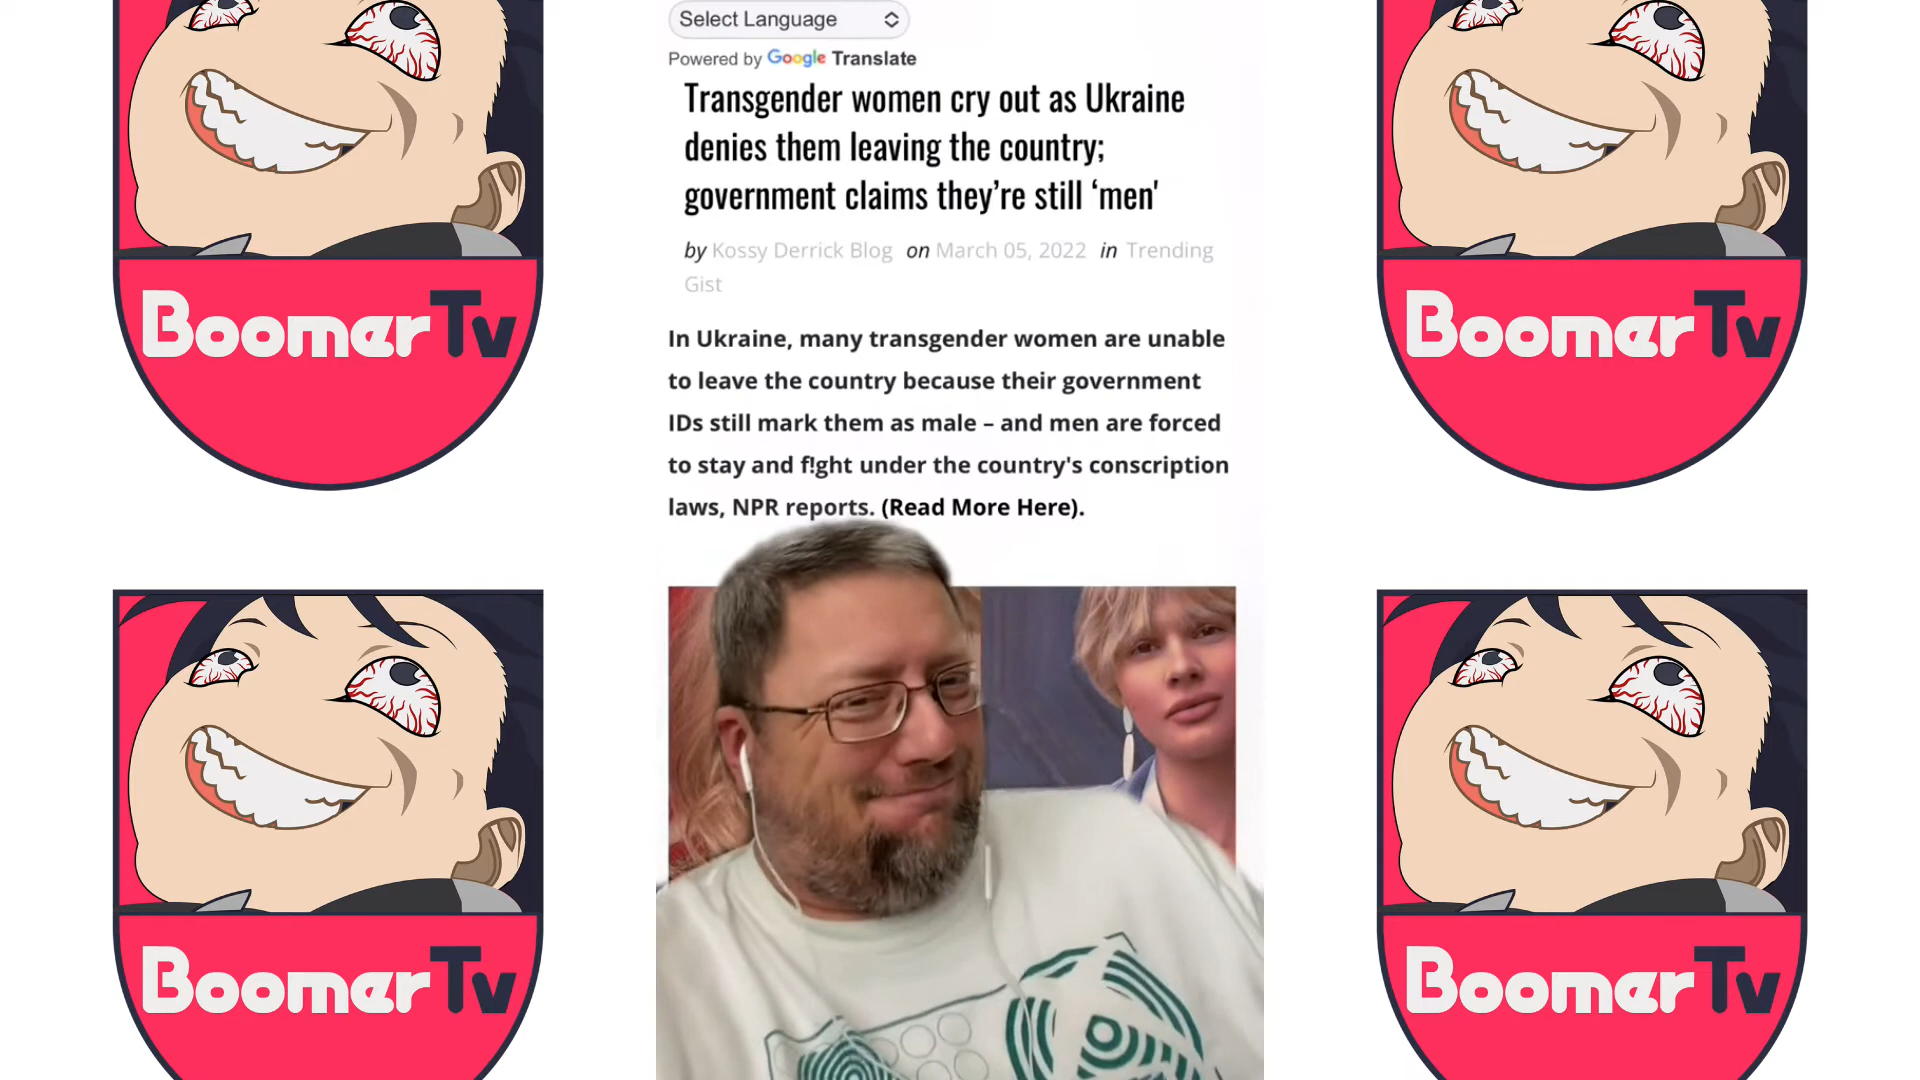 Select Language
Powered by Google Translate
Transgender women cry out as Ukraine
denies them leaving the country;
government claims they're still ‘men'
by Kossy Derrick Blog on March 05, 2022 in Trending
Gist
In Ukraine, many transgender women are unable
to leave the country because their government
IDs still mark them as male – and men are forced
to stay and f!ght under the country's conscription
laws, NPR reports. (Read More Here).
BoomerTv
BoomerTv
BoomerTv
BoomerTv